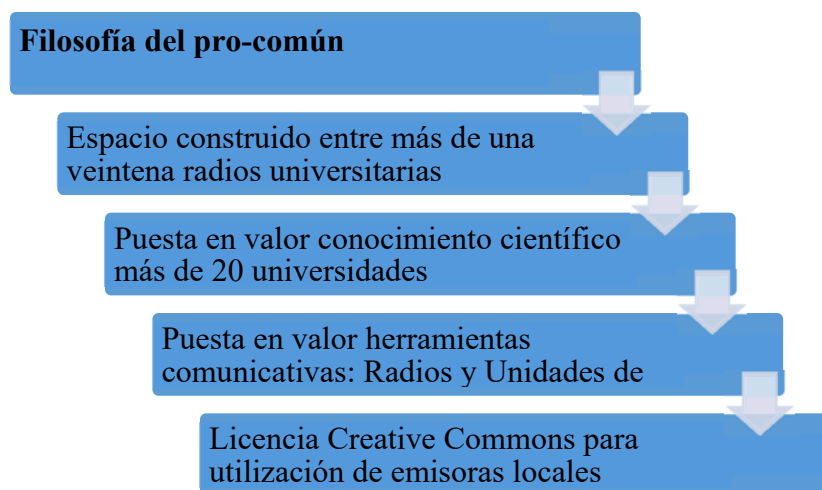 Filosofía del pro-común
Espacio construido entre más de una
veintena radios universitarias
Puesta en valor conocimiento científico
más de 20 universidades
Puesta en valor herramientas
comunicativas: Radios y Unidades de
Licencia Creative Commons para
utilización de emisoras locales